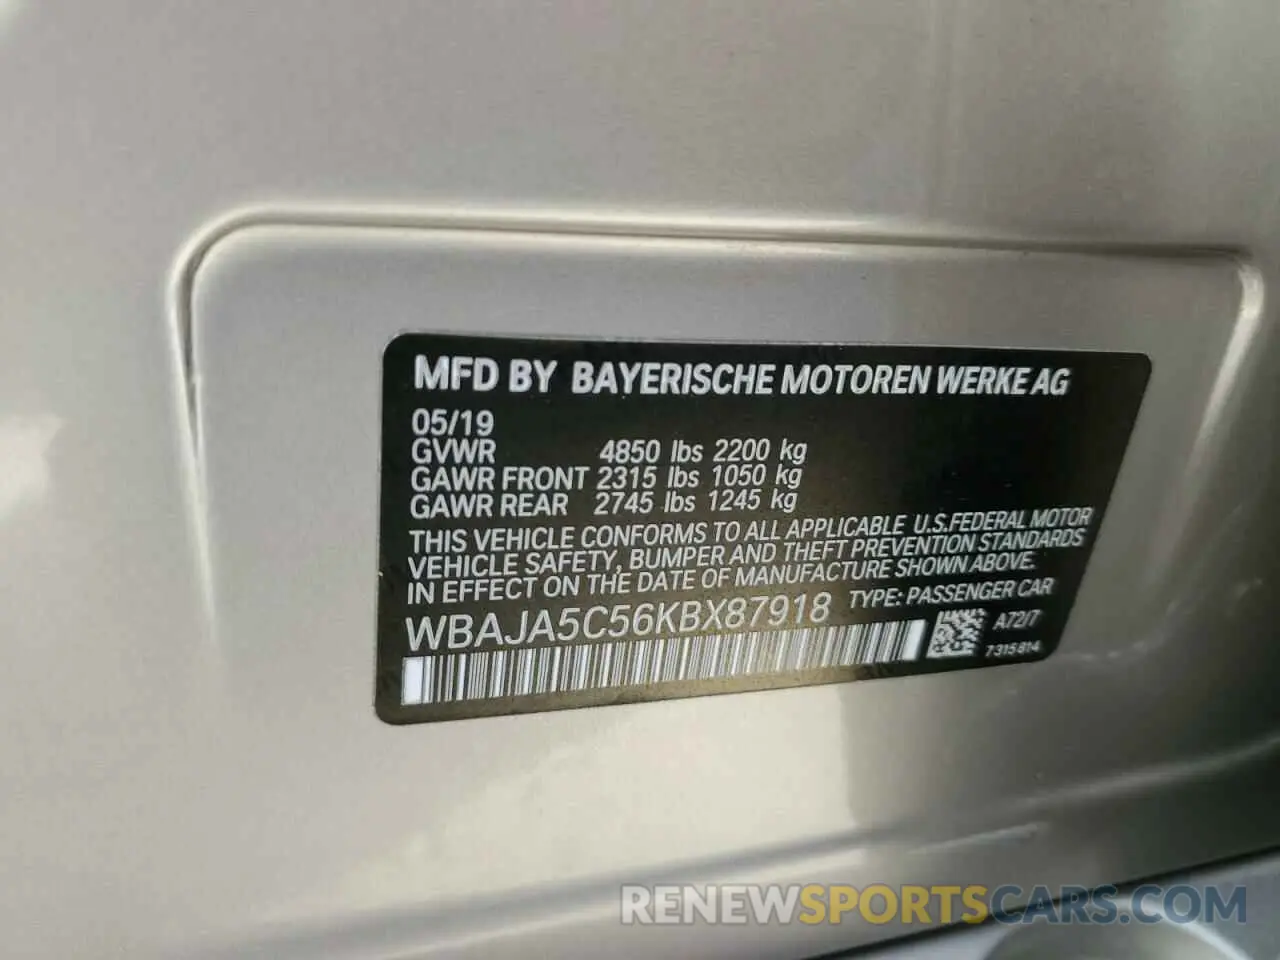 MFD BY BAYERISCHE MOTOREN WERKE AG
05/19
GVWR 4850 lbs 2200 kg
GAWR FRONT 2315 lbs 1050 kg
GAWR REAR 2745 lbs 1245 kg
THIS VEHICLE CONFORMS TO ALL APPLICABLE U.S.FEDERAL MOTOR
VEHICLE SAFETY, BUMPER AND THEFT PREVENTION STANDARDS
IN EFFECT ON THE DATE OF MANUFACTURE SHOWN ABOVE.
WBAJA5C56KBX87918 TYPE: PASSENGER CAR
A72/7
7315814
RENEWSPORTSCARS.COM